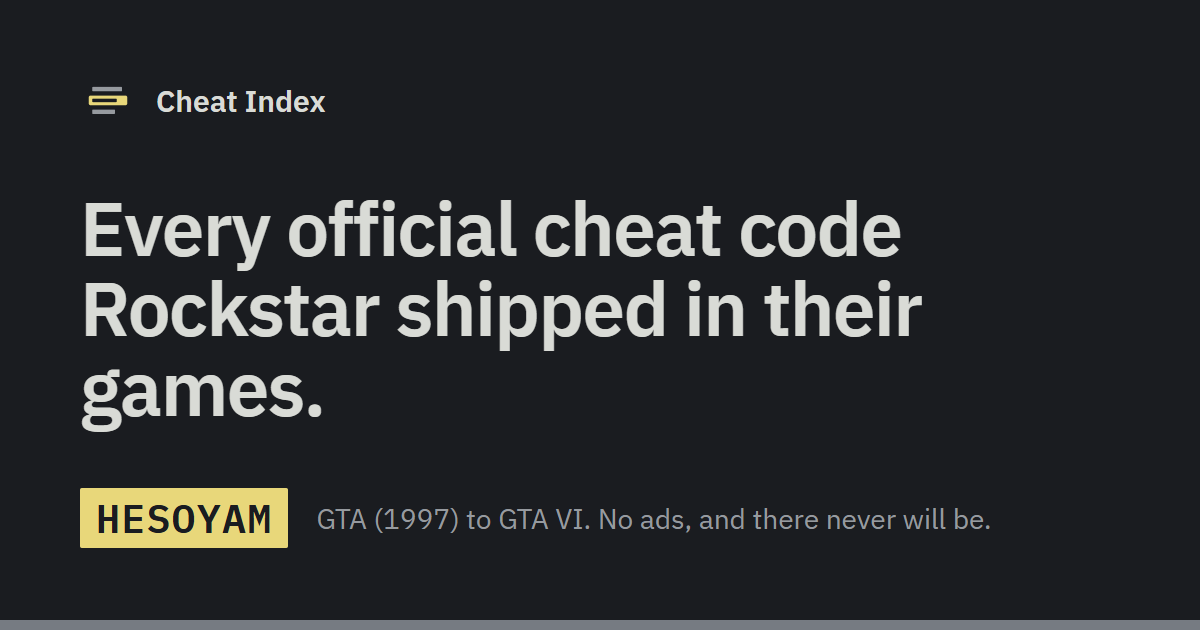 Cheat Index
Every official cheat code
Rockstar shipped in their
games.
HESOYAM GTA (1997) to GTA VI. No ads, and there never will be.